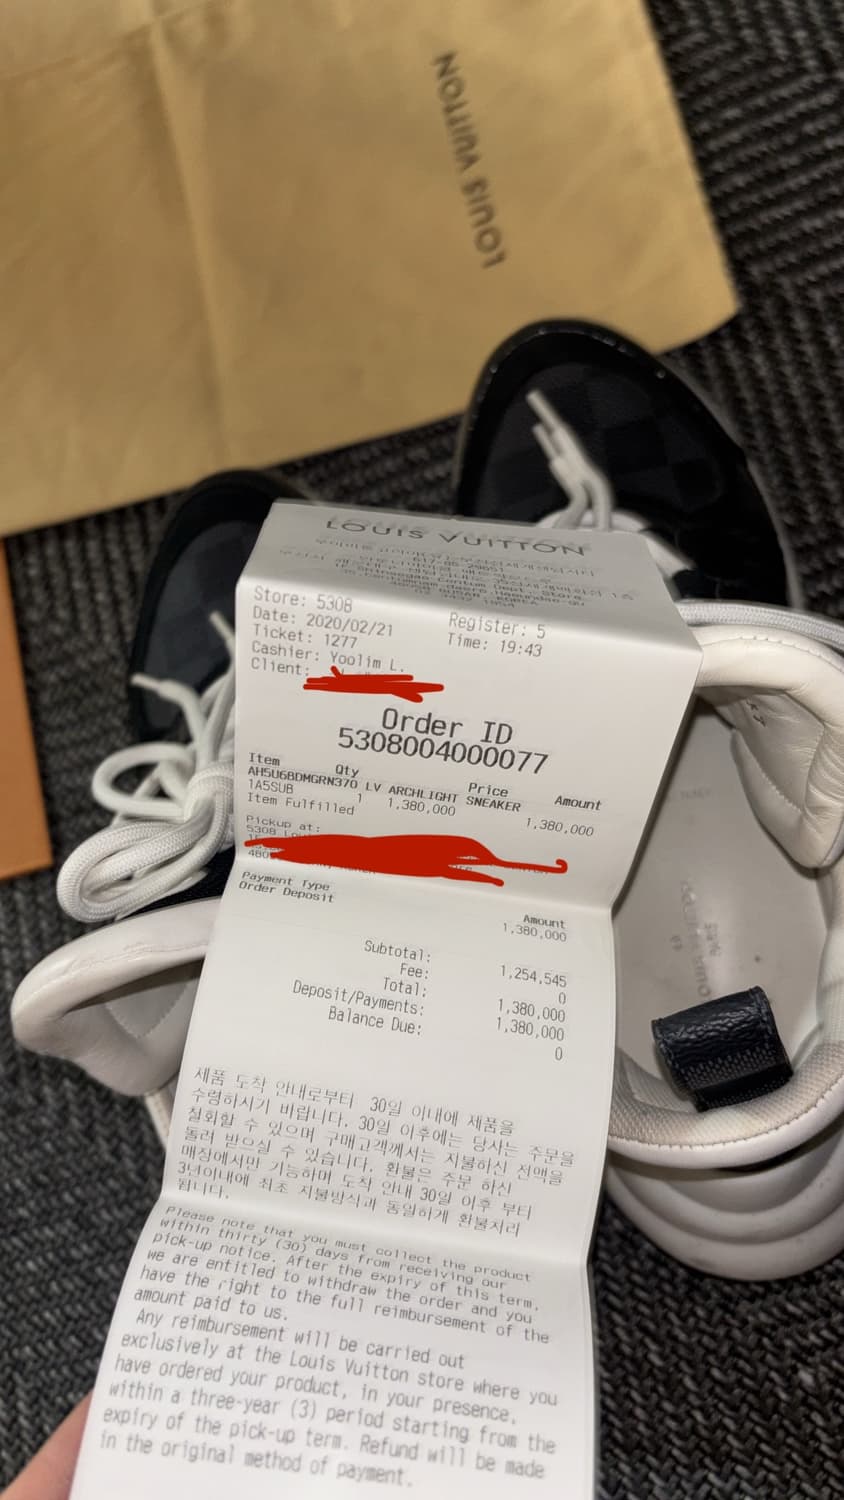 LOUIS VUITTON
LOUIS VUITTON
Store: 5308
Register: 5
Date: 2020/02/21
Time: 19:43
Ticket: 1277
Cashier: Yoolim L.
Client:
Order ID
5308004000077
Item Qty Price Amount
AH5U6BDMGRN370 LV ARCHLIGHT SNEAKER
1A5SUB 1 1,380,000 1,380,000
Item Fulfilled
Pickup at:
5308
Payment Type Amount
Order Deposit 1,380,000
Subtotal: 1,254,545
Fee: 0
Total: 1,380,000
Deposit/Payments: 1,380,000
Balance Due: 0
제품 도착 안내로부터 30일 이내에 제품을
수령하시기 바랍니다. 30일 이후에는 당사는 주문을
철회할 수 있으며 구매고객께서는 지불하신 전액을
돌려 받으실 수 있습니다. 환불은 주문 하신
매장에서만 가능하며 도착 안내 30일 이후 부터
3년이내에 최초 지불방식과 동일하게 환불처리
됩니다.
Please note that you must collect the product
within thirty (30) days from receiving our
pick-up notice. After the expiry of this term,
we are entitled to withdraw the order and you
have the right to the full reimbursement of the
amount paid to us.
Any reimbursement will be carried out
exclusively at the Louis Vuitton store where you
have ordered your product, in your presence,
within a three-year (3) period starting from the
expiry of the pick-up term. Refund will be made
in the original method of payment.